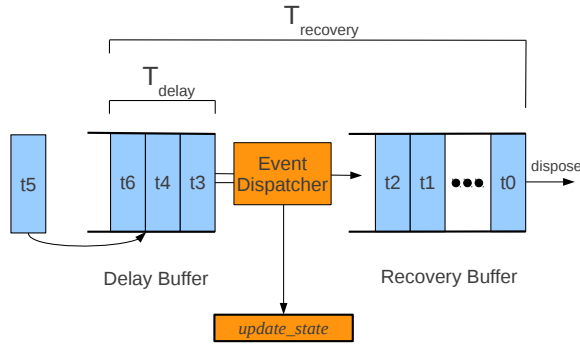 T recovery
T delay
t5
t6 t4 t3
Event
Dispatcher
t2 t1 t0
dispose
Delay Buffer
Recovery Buffer
update_state